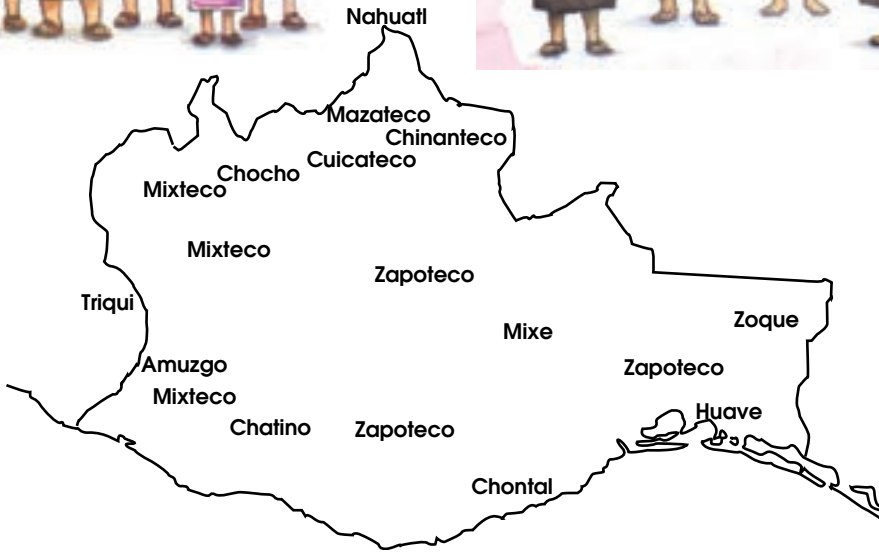 Nahuatl
Mazateco
Chinanteco
Cuicateco
Chocho
Mixteco
Mixteco
Zapoteco
Triqui
Zoque
Mixe
Amuzgo
Zapoteco
Mixteco
Huave
Chatino
Zapoteco
Chontal